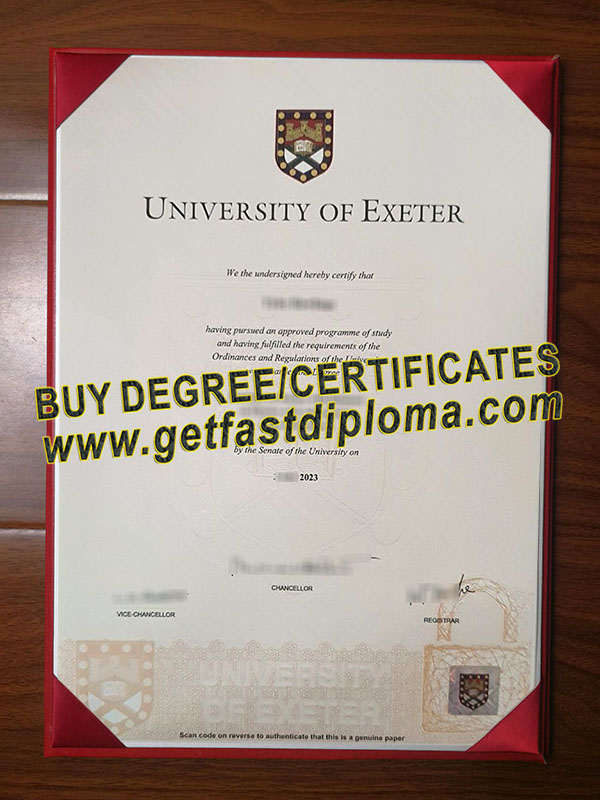 UNIVERSITY OF EXETER
We the undersigned hereby certify that
having pursued an approved programme of study
and having fulfilled the requirements of the
Ordinances and Regulations of the
BUY DEGREE/CERTIFICATES
www.getfastdiploma.com
by the Senate of the University on
2023
CHANCELLOR
VICE-CHANCELLOR
REGISTRAR
UNIVERSITY
OF EXETER
Scan code on reverse to authenticate that this is a genuine paper